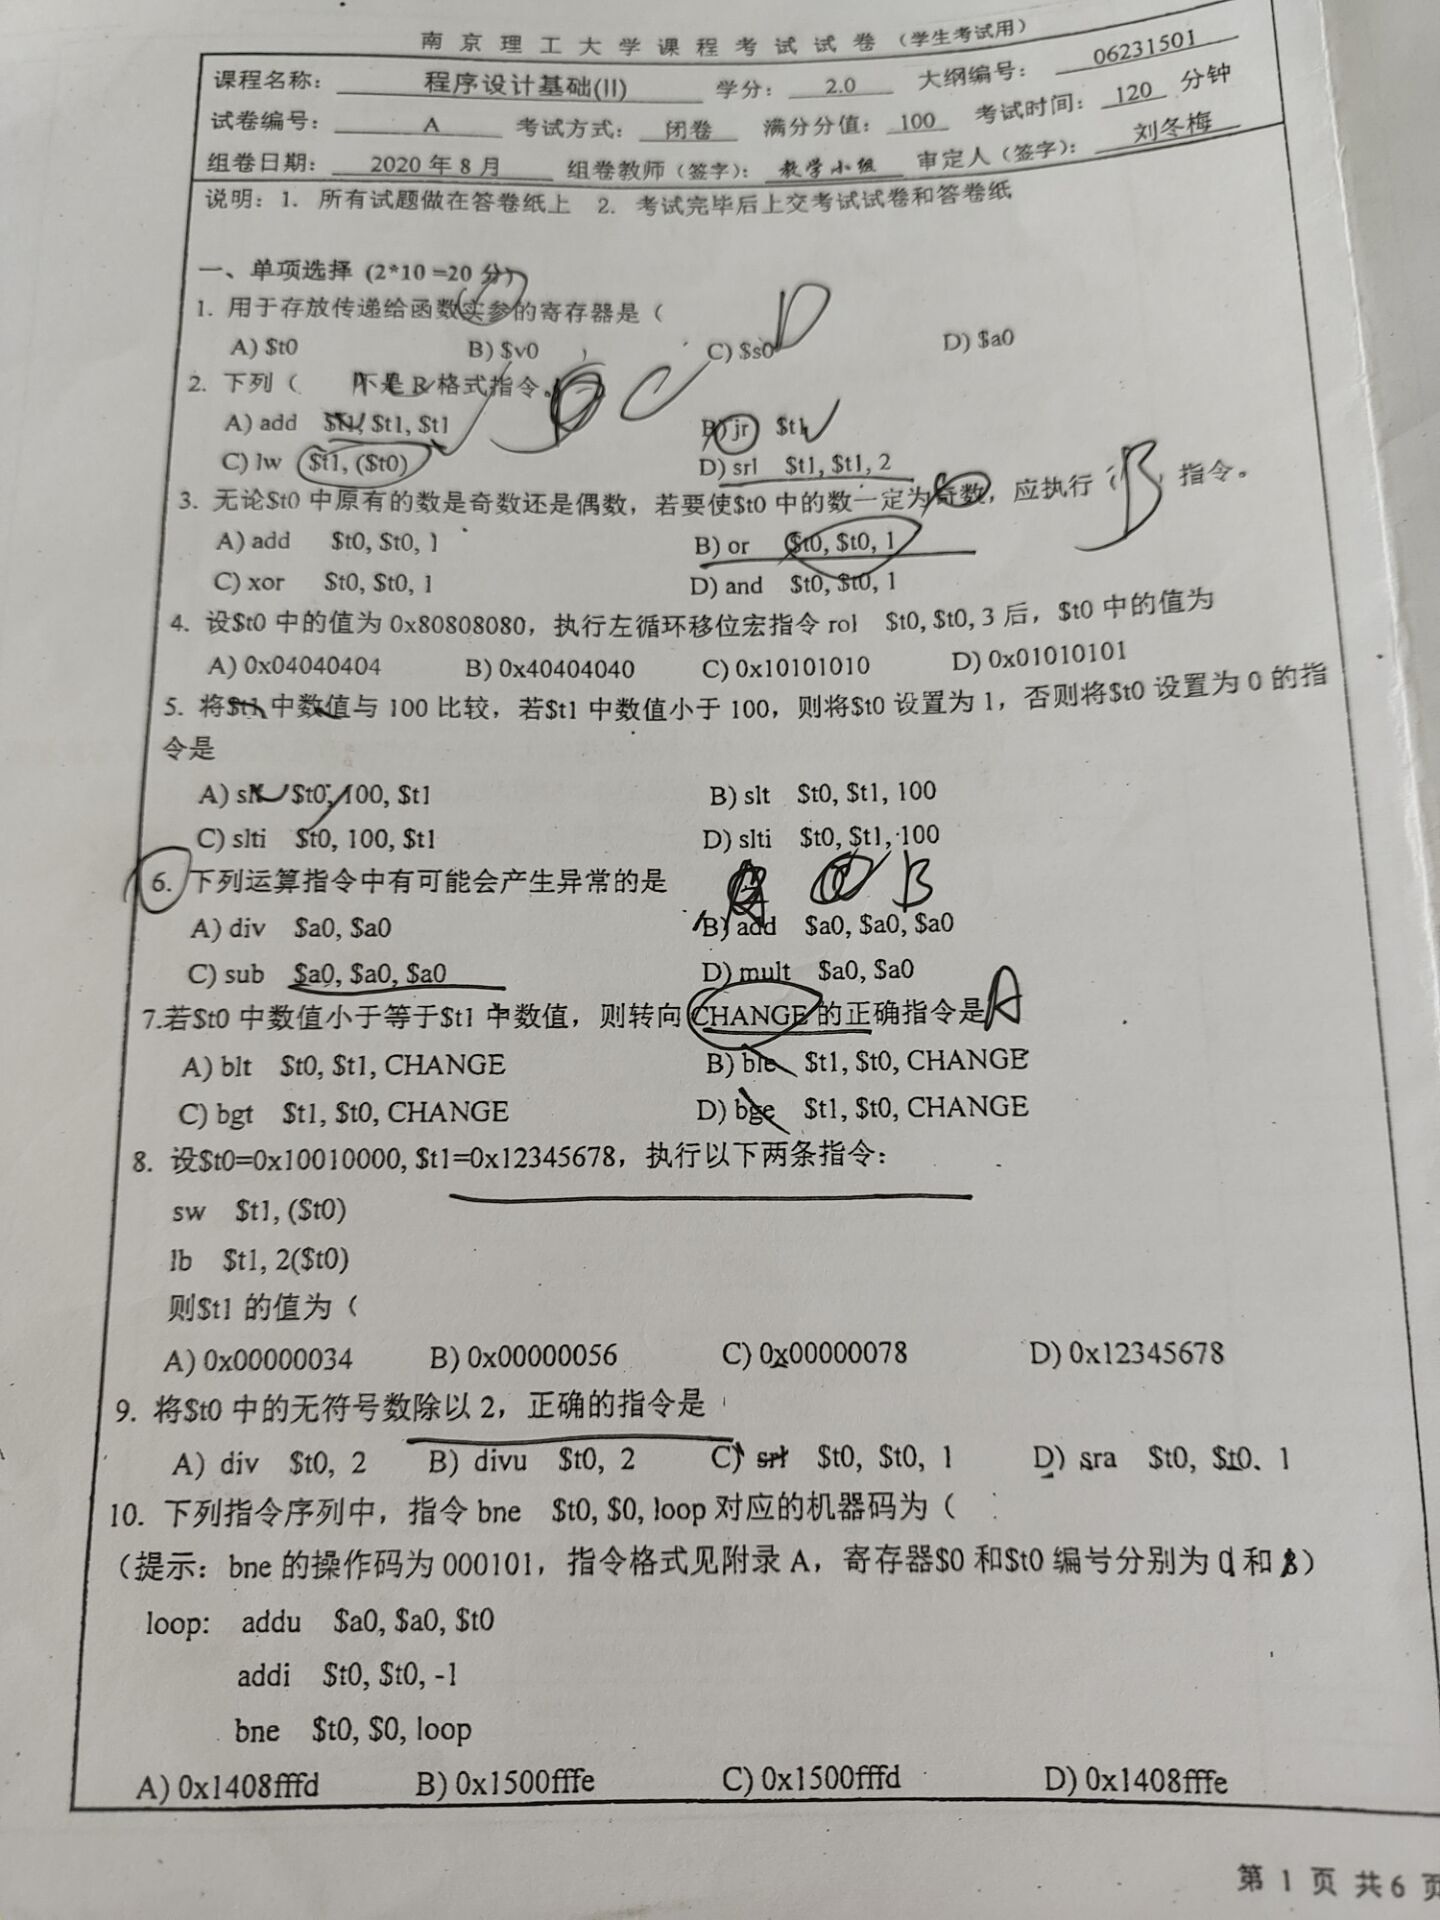 南京理工大学课程考试试卷（学生考试用）
课程名称： 程序设计基础(II) 学分： 2.0 大纲编号： 06231501
试卷编号： A 考试方式： 闭卷 满分分值： 100 考试时间： 120 分钟
组卷日期： 2020 年 8 月 组卷教师（签字）： 教学小组 审定人（签字）： 刘冬梅
说明：1. 所有试题做在答卷纸上 2. 考试完毕后上交考试试卷和答卷纸
一、单项选择 (2*10 =20 分)
1. 用于存放传递给函数实参的寄存器是（ D
A) $t0 B) $v0 C) $s0 D) $a0
2. 下列（ 不是 R 格式指令。 C
A) add $t1, $t1, $t1 B) jr $t1
C) lw $t1, ($t0) D) srl $t1, $t1, 2
3. 无论$t0 中原有的数是奇数还是偶数，若要使$t0 中的数一定为奇数，应执行（ B ）指令。
A) add $t0, $t0, 1 B) or $t0, $t0, 1
C) xor $t0, $t0, 1 D) and $t0, $t0, 1
4. 设$t0 中的值为 0x80808080，执行左循环移位宏指令 rol $t0, $t0, 3 后，$t0 中的值为
A) 0x04040404 B) 0x40404040 C) 0x10101010 D) 0x01010101
5. 将$t1 中数值与 100 比较，若$t1 中数值小于 100，则将$t0 设置为 1，否则将$t0 设置为 0 的指
令是
A) slt $t0, 100, $t1 B) slt $t0, $t1, 100
C) slti $t0, 100, $t1 D) slti $t0, $t1, 100
6. 下列运算指令中有可能会产生异常的是 B
A) div $a0, $a0 B) add $a0, $a0, $a0
C) sub $a0, $a0, $a0 D) mult $a0, $a0
7.若$t0 中数值小于等于$t1 中数值，则转向 CHANGE 的正确指令是 A
A) blt $t0, $t1, CHANGE B) ble $t1, $t0, CHANGE
C) bgt $t1, $t0, CHANGE D) bge $t1, $t0, CHANGE
8. 设$t0=0x10010000, $t1=0x12345678，执行以下两条指令：
sw $t1, ($t0)
lb $t1, 2($t0)
则$t1 的值为（
A) 0x00000034 B) 0x00000056 C) 0x00000078 D) 0x12345678
9. 将$t0 中的无符号数除以 2，正确的指令是
A) div $t0, 2 B) divu $t0, 2 C) srl $t0, $t0, 1 D) sra $t0, $t0, 1
10. 下列指令序列中，指令 bne $t0, $0, loop 对应的机器码为（
（提示：bne 的操作码为 000101，指令格式见附录 A，寄存器$0 和$t0 编号分别为 0 和 8）
loop: addu $a0, $a0, $t0
addi $t0, $t0, -1
bne $t0, $0, loop
A) 0x1408fffd B) 0x1500fffe C) 0x1500fffd D) 0x1408fffe
第 1 页 共 6 页